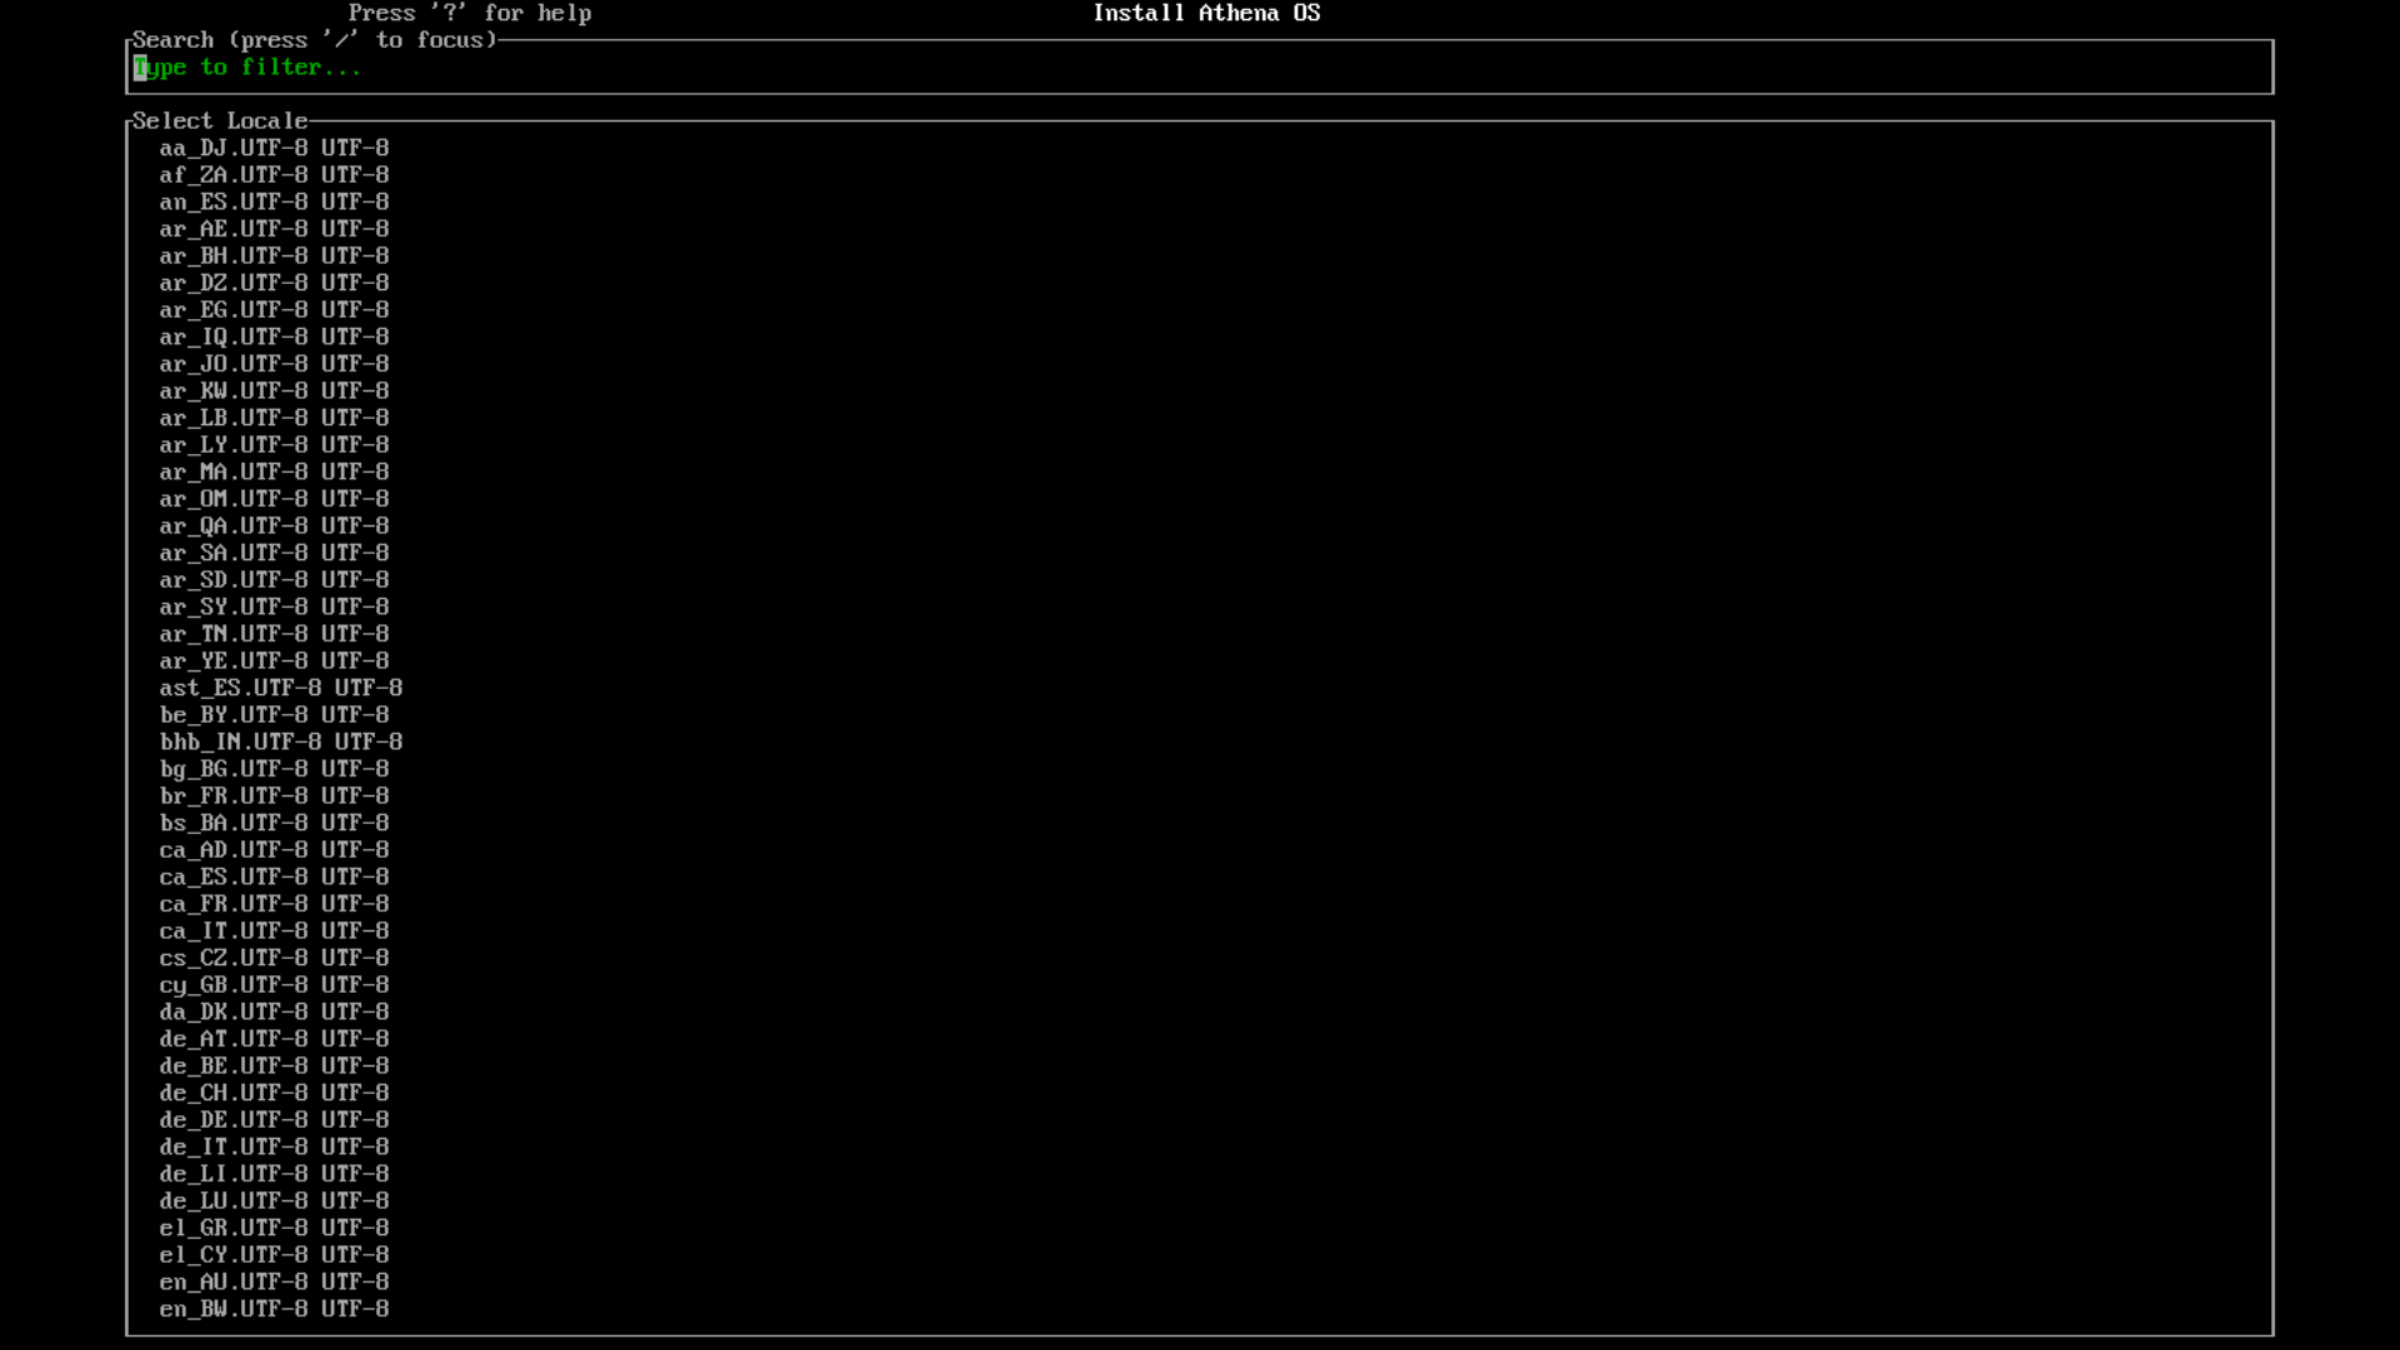 Press '?' for help
Install Athena OS
Search (press '/' to focus)
Type to filter...
Select Locale
aa_DJ.UTF-8 UTF-8
af_ZA.UTF-8 UTF-8
an_ES.UTF-8 UTF-8
ar_AE.UTF-8 UTF-8
ar_BH.UTF-8 UTF-8
ar_DZ.UTF-8 UTF-8
ar_EG.UTF-8 UTF-8
ar_IQ.UTF-8 UTF-8
ar_JO.UTF-8 UTF-8
ar_KW.UTF-8 UTF-8
ar_LB.UTF-8 UTF-8
ar_LY.UTF-8 UTF-8
ar_MA.UTF-8 UTF-8
ar_OM.UTF-8 UTF-8
ar_QA.UTF-8 UTF-8
ar_SA.UTF-8 UTF-8
ar_SD.UTF-8 UTF-8
ar_SY.UTF-8 UTF-8
ar_TN.UTF-8 UTF-8
ar_YE.UTF-8 UTF-8
ast_ES.UTF-8 UTF-8
be_BY.UTF-8 UTF-8
bhb_IN.UTF-8 UTF-8
bg_BG.UTF-8 UTF-8
br_FR.UTF-8 UTF-8
bs_BA.UTF-8 UTF-8
ca_AD.UTF-8 UTF-8
ca_ES.UTF-8 UTF-8
ca_FR.UTF-8 UTF-8
ca_IT.UTF-8 UTF-8
cs_CZ.UTF-8 UTF-8
cy_GB.UTF-8 UTF-8
da_DK.UTF-8 UTF-8
de_AT.UTF-8 UTF-8
de_BE.UTF-8 UTF-8
de_CH.UTF-8 UTF-8
de_DE.UTF-8 UTF-8
de_IT.UTF-8 UTF-8
de_LI.UTF-8 UTF-8
de_LU.UTF-8 UTF-8
el_GR.UTF-8 UTF-8
el_CY.UTF-8 UTF-8
en_AU.UTF-8 UTF-8
en_BW.UTF-8 UTF-8